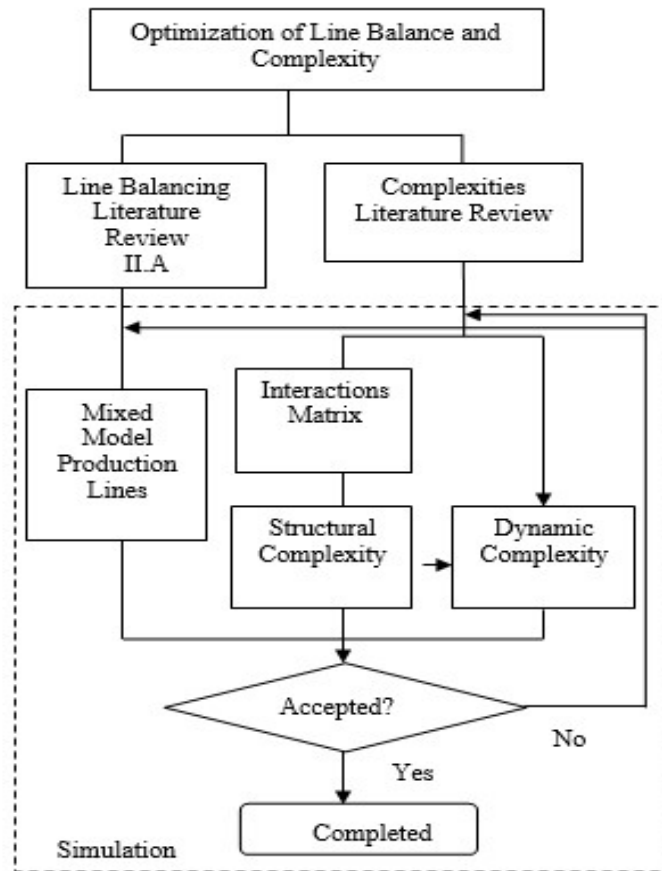 Optimization of Line Balance and
Complexity
Line Balancing
Literature
Review
II.A
Complexities
Literature Review
Mixed
Model
Production
Lines
Interactions
Matrix
Structural
Complexity
Dynamic
Complexity
Accepted?
No
Yes
Completed
Simulation